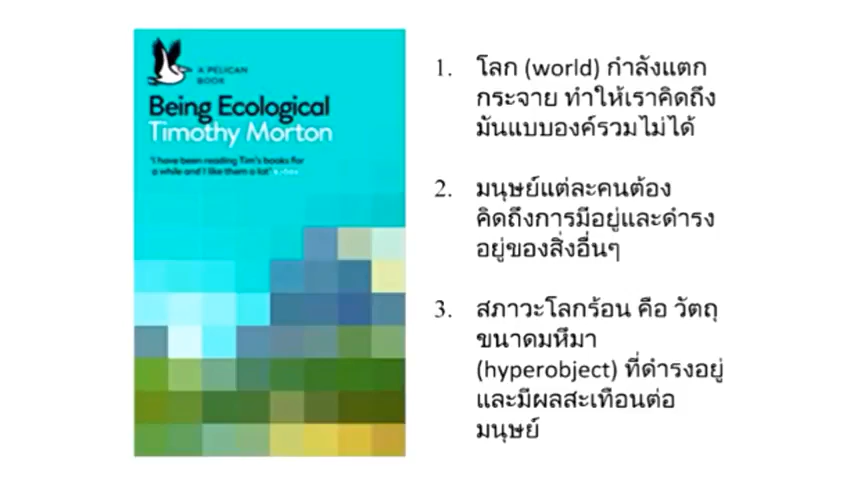 A PELICAN
BOOK
Being Ecological
Timothy Morton
'I have been reading Tim's books for
a while and I like them a lot'
1. โลก (world) กำลังแตก
กระจาย ทำให้เราคิดถึง
มันแบบองค์รวมไม่ได้
2. มนุษย์แต่ละคนต้อง
คิดถึงการมีอยู่และดำรง
อยู่ของสิ่งอื่นๆ
3. สภาวะโลกร้อน คือ วัตถุ
ขนาดมหึมา
(hyperobject) ที่ดำรงอยู่
และมีผลสะเทือนต่อ
มนุษย์